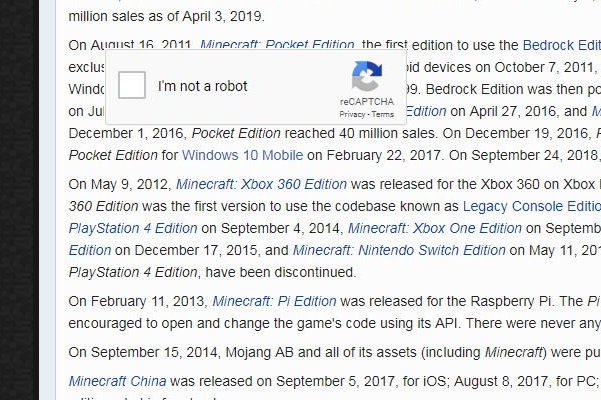 million sales as of April 3, 2019.
On August 16, 2011, Minecraft: Pocket Edition, the first edition to use the Bedrock Edit
exclus
oid devices on October 7, 2011,
Windo
99. Bedrock Edition was then po
I'm not a robot
reCAPTCHA
Privacy - Terms
on Jul
Edition on April 27, 2016, and M
December 1, 2016, Pocket Edition reached 40 million sales. On December 19, 2016, P
Pocket Edition for Windows 10 Mobile on February 22, 2017. On September 24, 2018,
On May 9, 2012, Minecraft: Xbox 360 Edition was released for the Xbox 360 on Xbox
360 Edition was the first version to use the codebase known as Legacy Console Editio
PlayStation 4 Edition on September 4, 2014, Minecraft: Xbox One Edition on Septemb
Edition on December 17, 2015, and Minecraft: Nintendo Switch Edition on May 11, 201
PlayStation 4 Edition, have been discontinued.
On February 11, 2013, Minecraft: Pi Edition was released for the Raspberry Pi. The Pi
encouraged to open and change the game's code using its API. There were never any
On September 15, 2014, Mojang AB and all of its assets (including Minecraft) were pu
Minecraft China was released on September 5, 2017, for iOS; August 8, 2017, for PC;